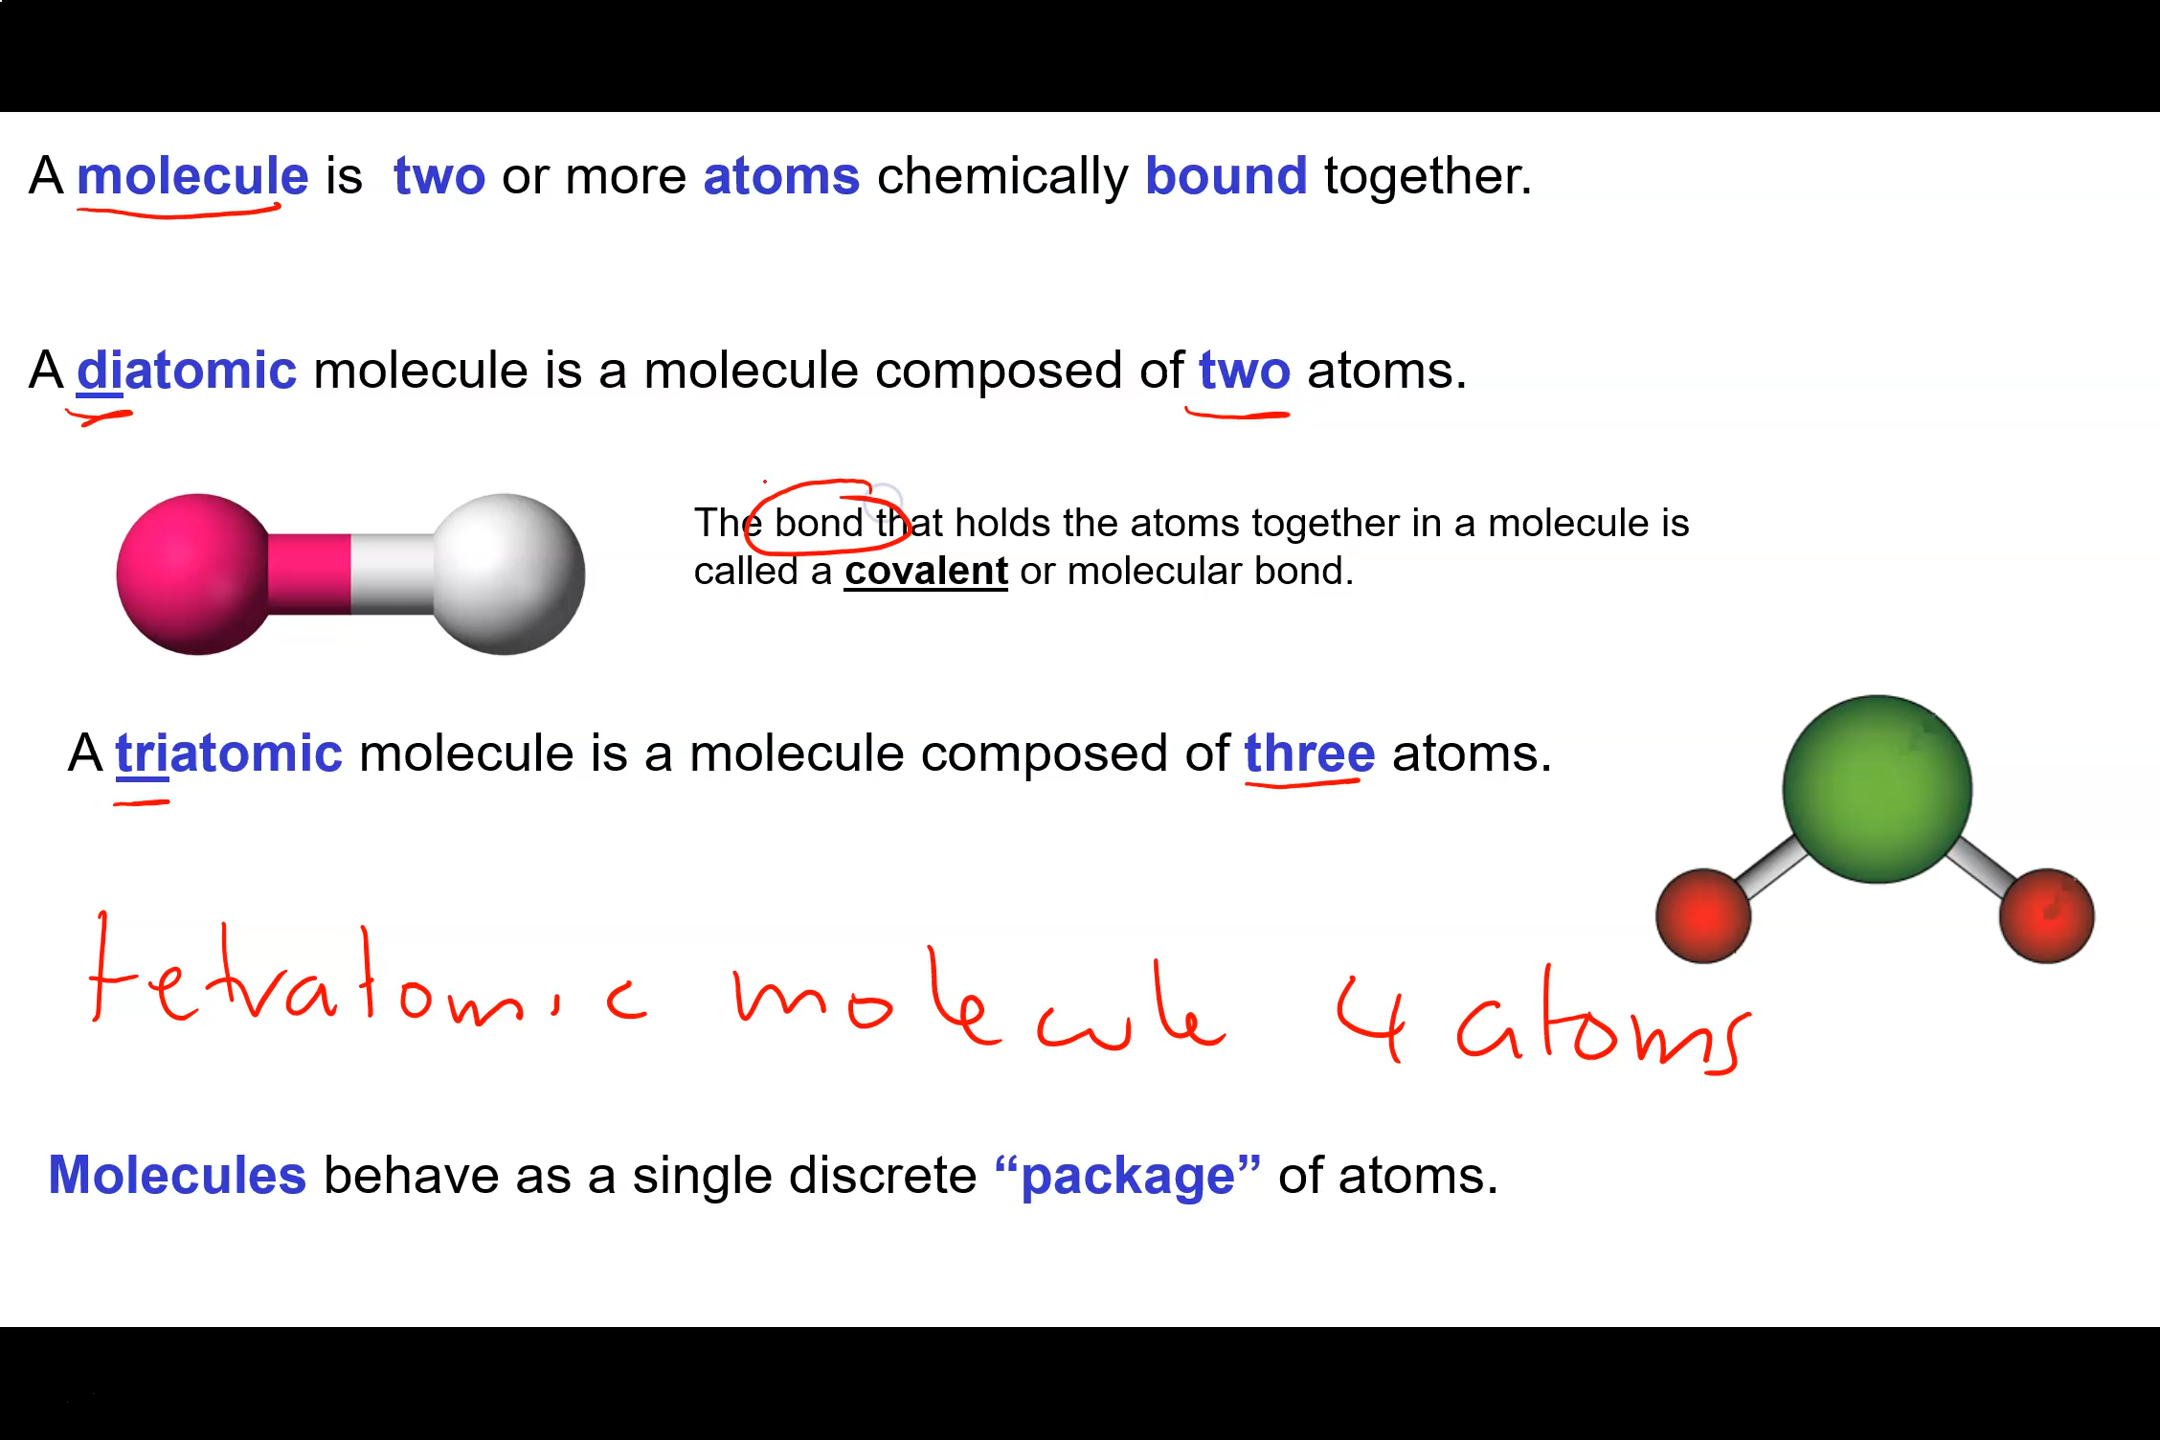 A molecule is two or more atoms chemically bound together.
A diatomic molecule is a molecule composed of two atoms.
The bond that holds the atoms together in a molecule is
called a covalent or molecular bond.
A triatomic molecule is a molecule composed of three atoms.
tetratomic molecule 4 atoms
Molecules behave as a single discrete “package” of atoms.